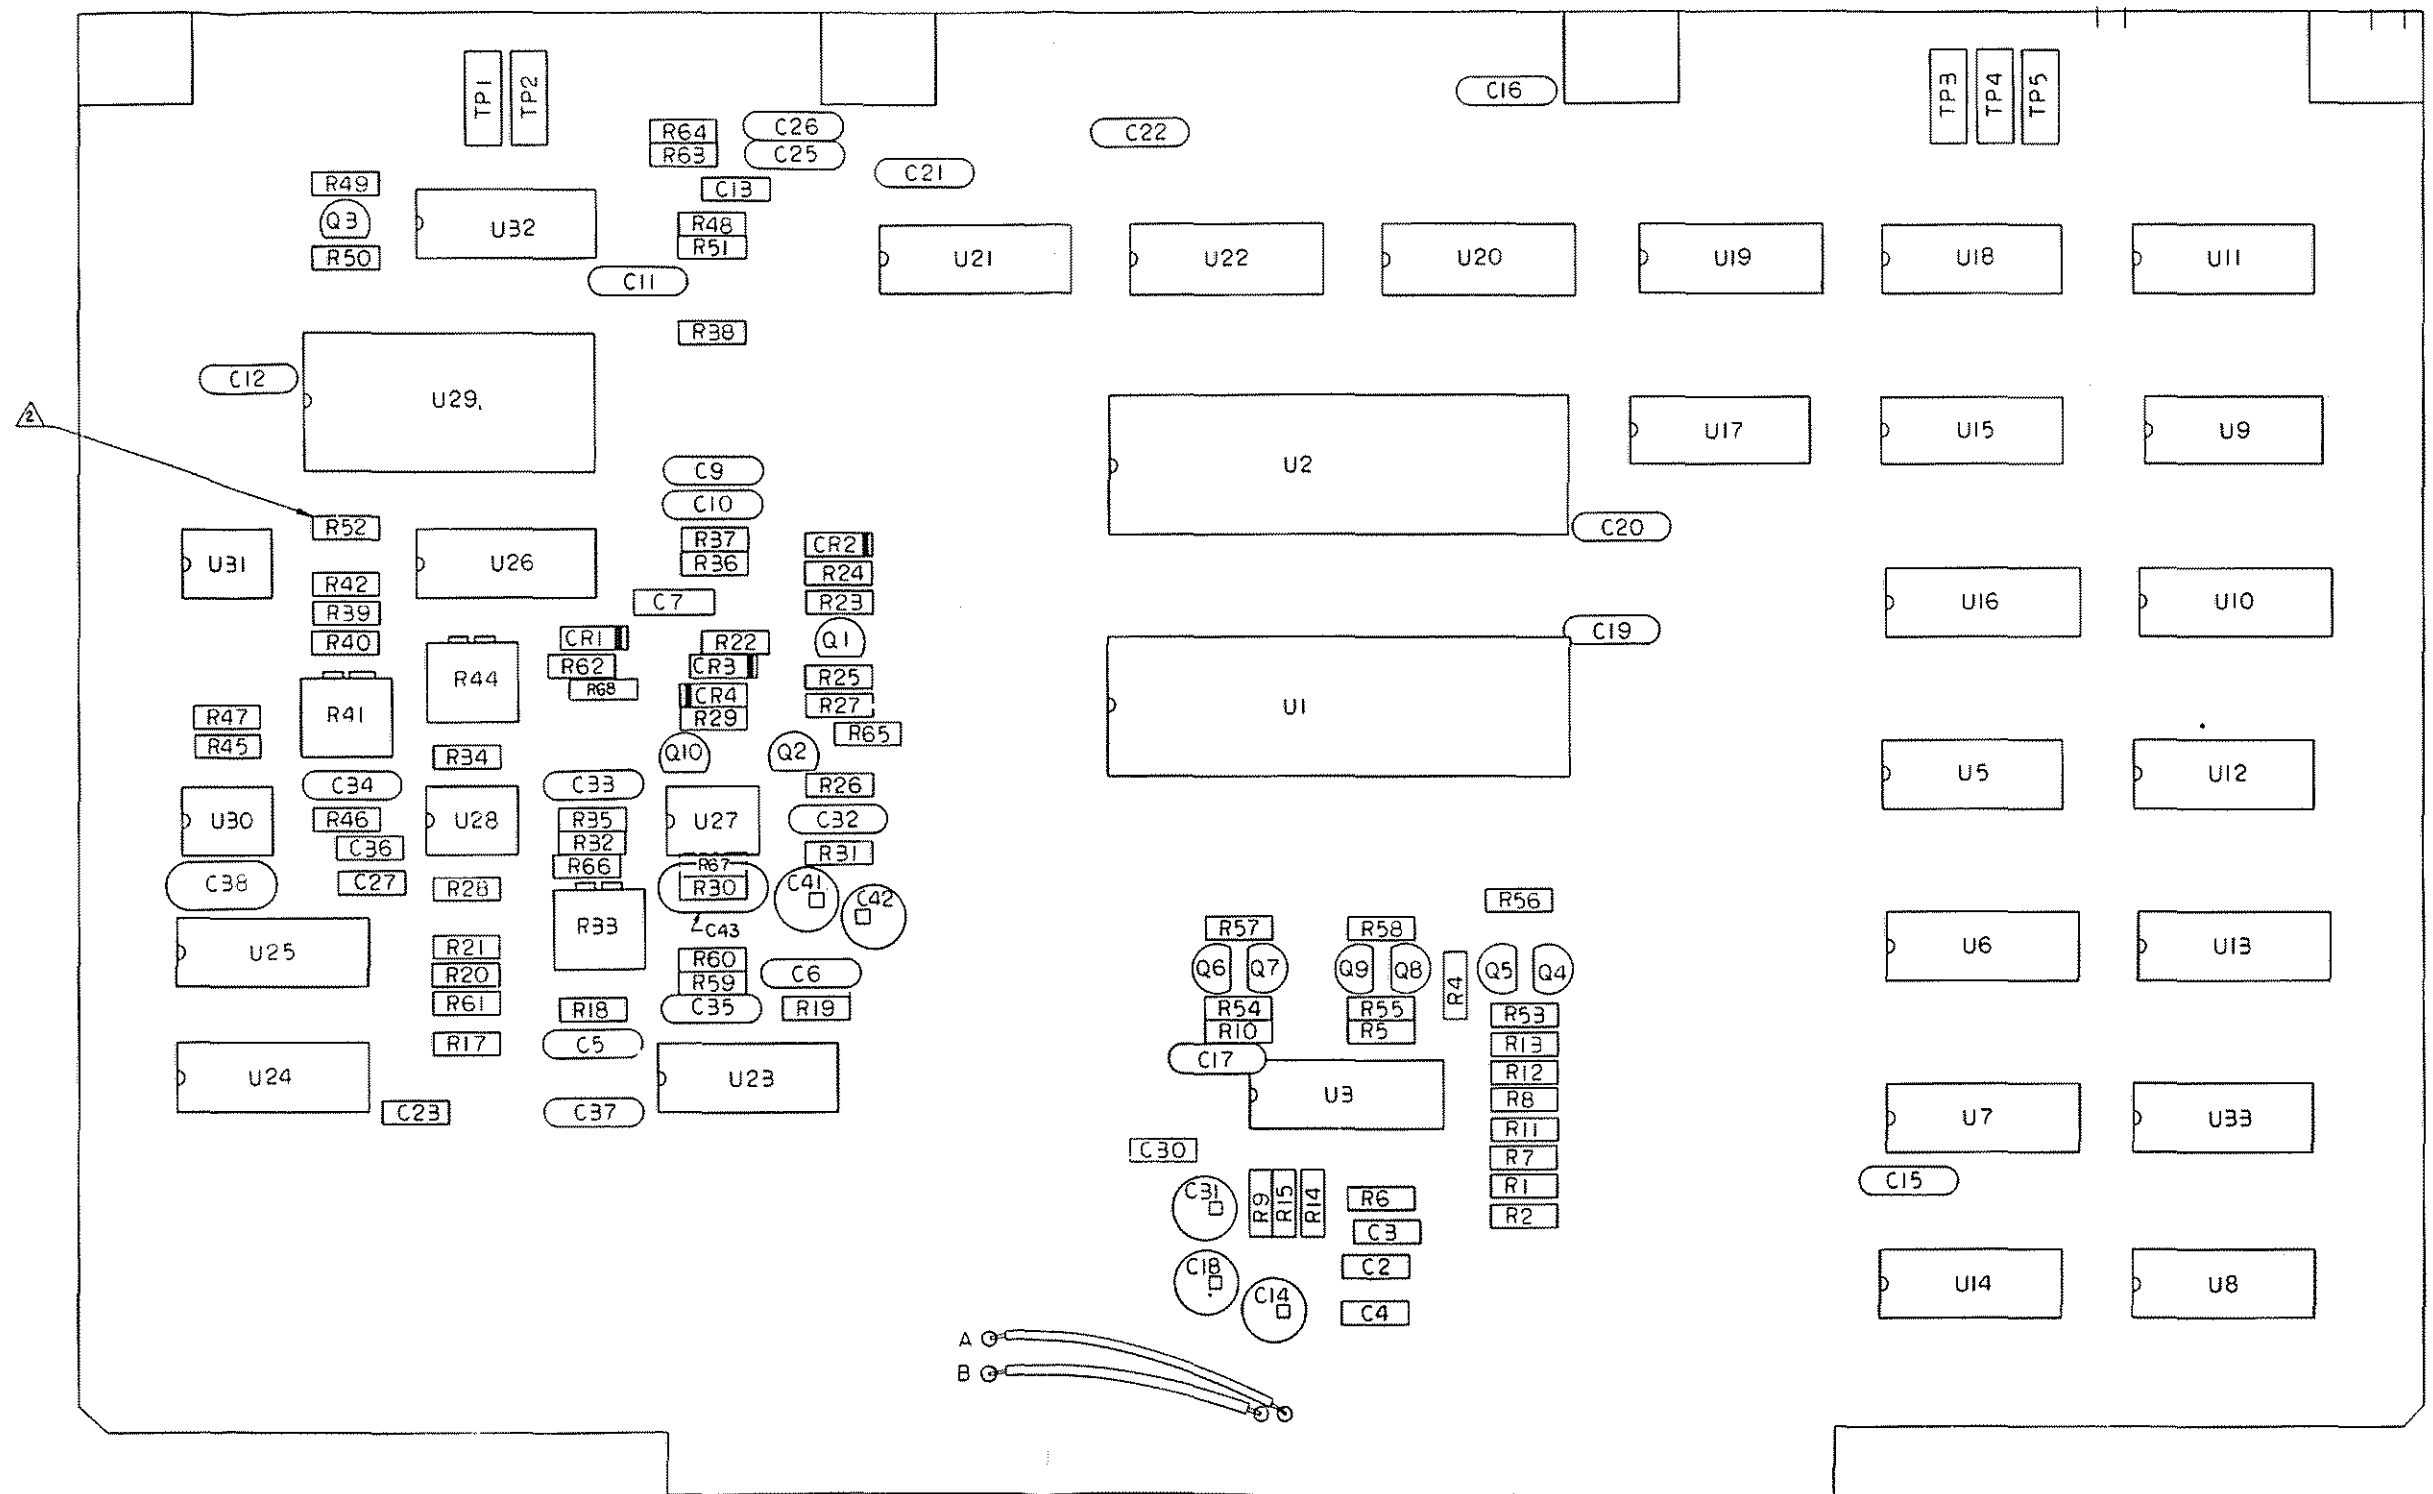 TP1 TP2
C16
TP3 TP4 TP5
R64 C26
C22
R63 C25
C21
R49 C13
Q3 U32 R48
R50 R51
U21 U22 U20 U19 U18 U11
C11
R38
C12
U29
2
U2 U17 U15 U9
C9
C10
R52
C20
R37 CR2
U31 U26 R36 R24
R42
R39 C7 R23
U16 U10
R40 CR1 R22 Q1
C19
R62 CR3
R44 R68 R25
CR4
R47 R41 R29 R27
U1
R45 R65
R34 Q10 Q2
U5 U12
C34 C33 R26
U30 R46 U28 R35 U27 C32
R32
C36 R66 R67 R31
C38 C27 R28 R30 C41
C42
R56
R33 C43
R57 R58
U25 R21 R60 U6 U13
R20 R59 C6
Q6 Q7 Q9 Q8 R4 Q5 Q4
R61 R18 C35 R19
R54 R55 R53
R10 R5
R17 C5
R13
C17
U24 U23 R12
C23 C37 U3 R8
U7 U33
R11
C30 R7
C31 R9 R15 R14 R6 R1
C15
C3 R2
C18 C2
C14 C4
U14 U8
A
B